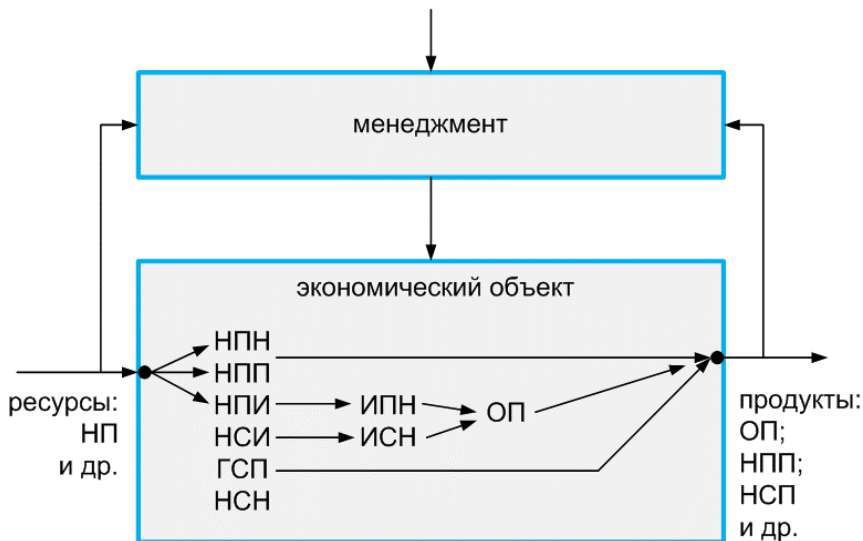 менеджмент
экономический объект
НПН
НПП
НПИ ИПН
ОП
НСИ ИСН
ГСП
НСН
ресурсы:
НП
и др.
продукты:
ОП;
НПП;
НСП
и др.